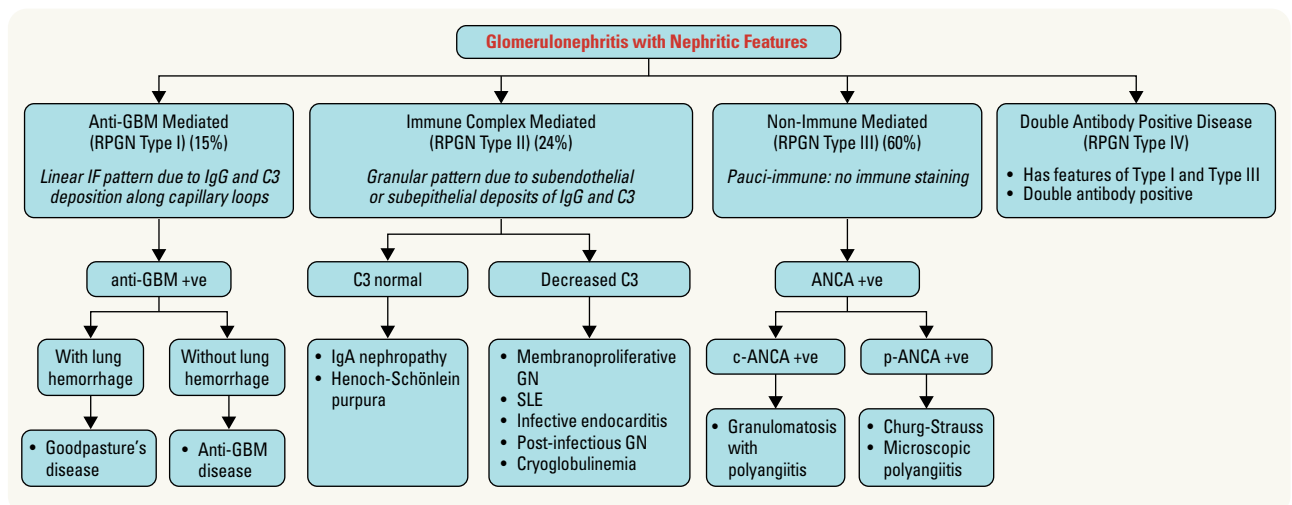 Glomerulonephritis with Nephritic Features
Anti-GBM Mediated
(RPGN Type I) (15%)
Linear IF pattern due to IgG and C3
deposition along capillary loops
Immune Complex Mediated
(RPGN Type II) (24%)
Granular pattern due to subendothelial
or subepithelial deposits of IgG and C3
Non-Immune Mediated
(RPGN Type III) (60%)
Pauci-immune: no immune staining
Double Antibody Positive Disease
(RPGN Type IV)
• Has features of Type I and Type III
• Double antibody positive
anti-GBM +ve
C3 normal
Decreased C3
ANCA +ve
With lung
hemorrhage
Without lung
hemorrhage
• IgA nephropathy
• Henoch-Schönlein
purpura
• Membranoproliferative
GN
• SLE
• Infective endocarditis
• Post-infectious GN
• Cryoglobulinemia
c-ANCA +ve
p-ANCA +ve
• Goodpasture's
disease
• Anti-GBM
disease
• Granulomatosis
with
polyangiitis
• Churg-Strauss
• Microscopic
polyangiitis